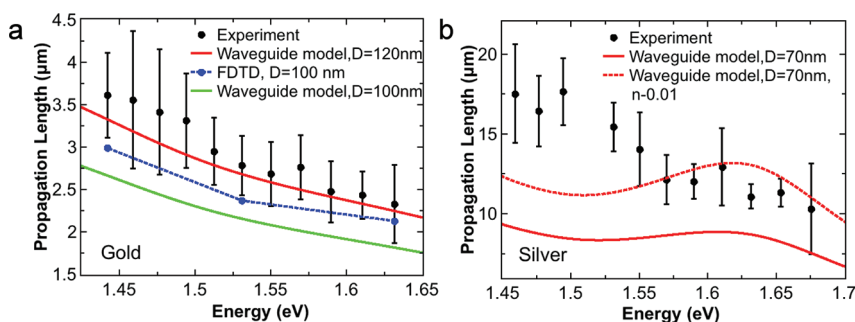 a
Propagation Length (μm)
4.5
4
3.5
3
2.5
2
1.5
Experiment
Waveguide model,D=120nm
FDTD, D=100 nm
Waveguide model,D=100nm
Gold
1.45
1.5
1.55
1.6
1.65
Energy (eV)
b
Propagation Length (μm)
20
15
10
5
Experiment
Waveguide model,D=70nm
Waveguide model,D=70nm,
n-0.01
Silver
1.45
1.5
1.55
1.6
1.65
1.7
Energy (eV)